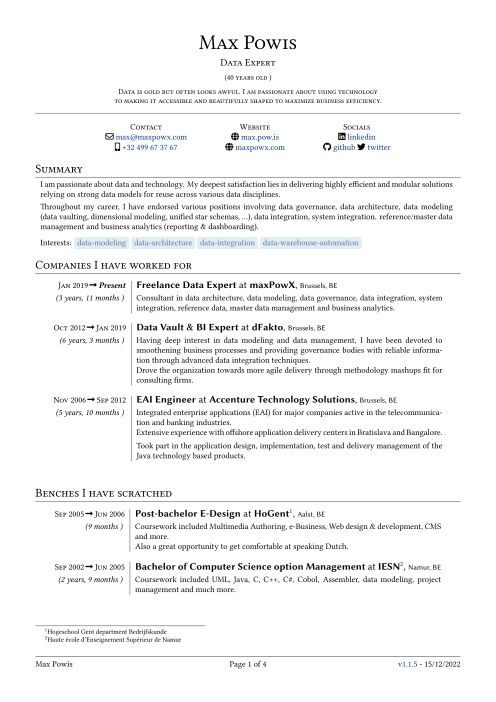 Max Powis
Data Expert
(40 years old )
Data is gold but often looks awful. I am passionate about using technology
to making it accessible and beautifully shaped to maximize business efficiency.
Contact Website Socials
max@maxpowx.com max.pow.is linkedin
+32 499 67 37 67 maxpowx.com github twitter
Summary
I am passionate about data and technology. My deepest satisfaction lies in delivering highly efficient and modular solutions
relying on strong data models for reuse across various data disciplines.
Throughout my career, I have endorsed various positions involving data governance, data architecture, data modeling
(data vaulting, dimensional modeling, unified star schemas, ...), data integration, system integration. reference/master data
management and business analytics (reporting & dashboarding).
Interests: data-modeling data-architecture data-integration data-warehouse-automation
Companies I have worked for
Jan 2019➞Present Freelance Data Expert at maxPowX, Brussels, BE
(3 years, 11 months ) Consultant in data architecture, data modeling, data governance, data integration, system
integration, reference data, master data management and business analytics.
Oct 2012➞Jan 2019 Data Vault & BI Expert at dFakto, Brussels, BE
(6 years, 3 months ) Having deep interest in data modeling and data management, I have been devoted to
smoothening business processes and providing governance bodies with reliable informa-
tion through advanced data integration techniques.
Drove the organization towards more agile delivery through methodology mashups fit for
consulting firms.
Nov 2006➞Sep 2012 EAI Engineer at Accenture Technology Solutions, Brussels, BE
(5 years, 10 months ) Integrated enterprise applications (EAI) for major companies active in the telecommunica-
tion and banking industries.
Extensive experience with offshore application delivery centers in Bratislava and Bangalore.
Took part in the application design, implementation, test and delivery management of the
Java technology based products.
Benches I have scratched
Sep 2005➞Jun 2006 Post-bachelor E-Design at HoGent1, Aalst, BE
(9 months ) Coursework included Multimedia Authoring, e-Business, Web design & development, CMS
and more.
Also a great opportunity to get comfortable at speaking Dutch.
Sep 2002➞Jun 2005 Bachelor of Computer Science option Management at IESN2, Namur, BE
(2 years, 9 months ) Coursework included UML, Java, C, C++, C#, Cobol, Assembler, data modeling, project
management and much more.
1Hogeschool Gent department Bedrijfskunde
2Haute école d'Enseignement Supérieur de Namur
Max Powis Page 1 of 4 v1.1.5 - 15/12/2022